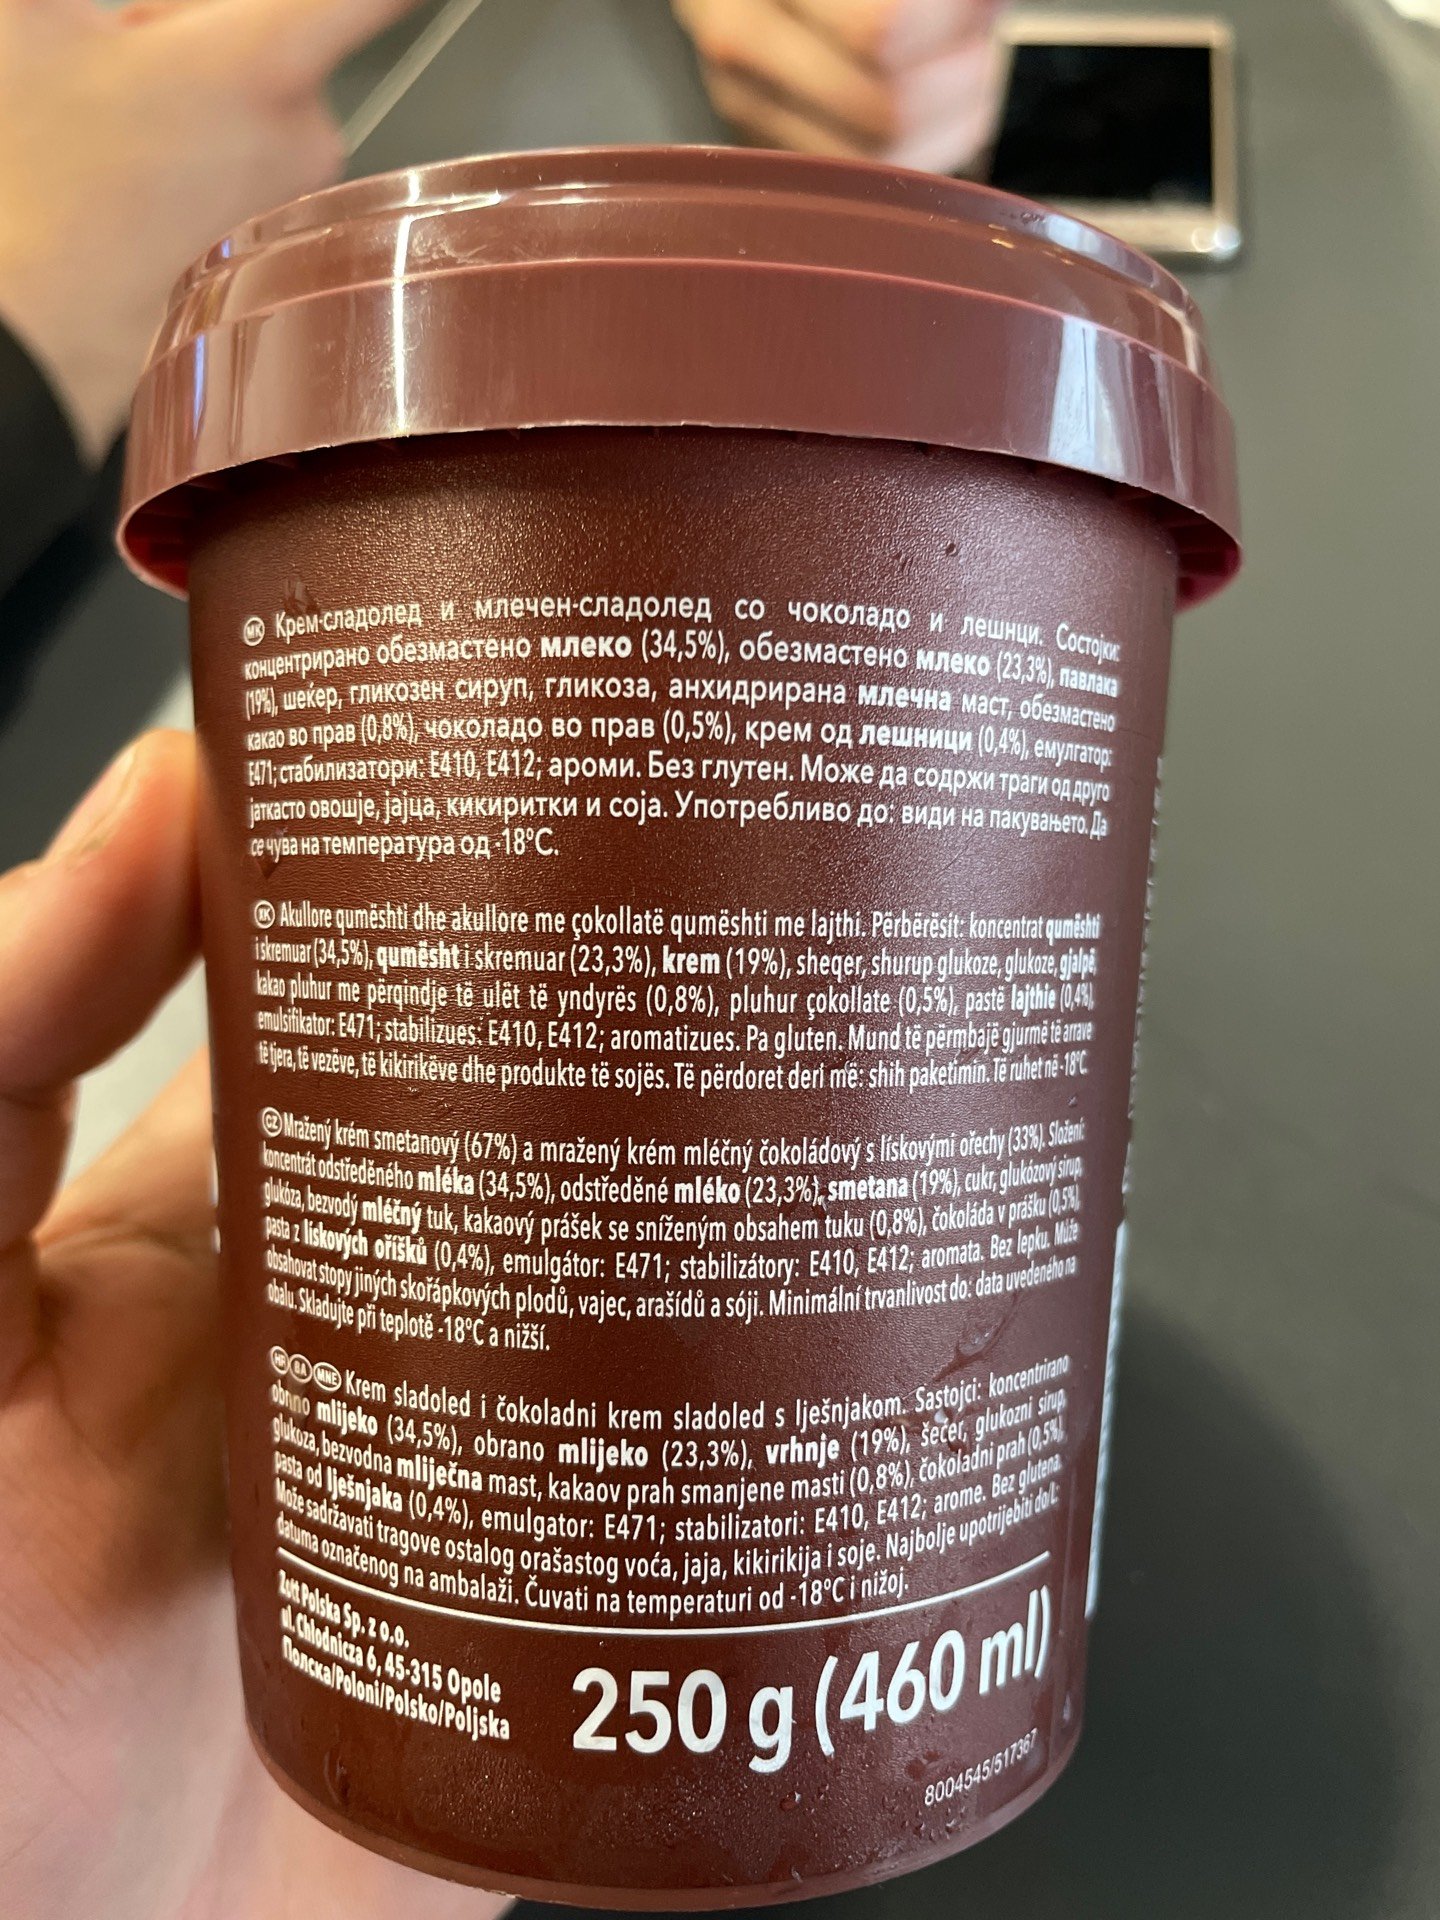 MK Крем-сладолед и млечен-сладолед со чоколадо и лешнци. Состојки:
концентрирано обезмастено млеко (34,5%), обезмастено млеко (23,3%), павлака
(19%), шеќер, гликозен сируп, гликоза, анхидрирана млечна маст, обезмастено
какао во прав (0,8%), чоколадо во прав (0,5%), крем од лешници (0,4%), емулгатор:
E471; стабилизатори: E410, E412; ароми. Без глутен. Може да содржи траги од друго
јаткасто овошје, јајца, кикиритки и соја. Употребливо до: види на пакувањето. Да
се чува на температура од -18°C.
XK Akullore qumështi dhe akullore me çokollatë qumështi me lajthi. Përbërësit: koncentrat qumështi
i skremuar (34,5%), qumësht i skremuar (23,3%), krem (19%), sheqer, shurup glukoze, glukoze, gjalpë,
kakao pluhur me përqindje të ulët të yndyrës (0,8%), pluhur çokollate (0,5%), pastë lajthie (0,4%),
emulsifikator: E471; stabilizues: E410, E412; aromatizues. Pa gluten. Mund të përmbajë gjurmë të arrave
të tjera, të vezëve, të kikirikëve dhe produkte të sojës. Të përdoret deri më: shih paketimin. Të ruhet në -18°C.
CZ Mražený krém smetanový (67%) a mražený krém mléčný čokoládový s lískovými ořechy (33%). Složení:
koncentrát odstředěného mléka (34,5%), odstředěné mléko (23,3%), smetana (19%), cukr, glukózový sirup,
glukóza, bezvodý mléčný tuk, kakaový prášek se sníženým obsahem tuku (0,8%), čokoláda v prášku (0,5%),
pasta z lískových oříšků (0,4%), emulgátor: E471; stabilizátory: E410, E412; aromata. Bez lepku. Může
obsahovat stopy jiných skořápkových plodů, vajec, arašídů a sóji. Minimální trvanlivost do: data uvedeného na
obalu. Skladujte při teplotě -18°C a nižší.
HR BA MNE Krem sladoled i čokoladni krem sladoled s lješnjakom. Sastojci: koncentrirano
obrano mlijeko (34,5%), obrano mlijeko (23,3%), vrhnje (19%), šećer, glukozni sirup,
glukoza, bezvodna mliječna mast, kakaov prah smanjene masti (0,8%), čokoladni prah (0,5%),
pasta od lješnjaka (0,4%), emulgator: E471; stabilizatori: E410, E412; arome. Bez glutena.
Može sadržavati tragove ostalog orašastog voća, jaja, kikirikija i soje. Najbolje upotrijebiti do/L:
datuma označenog na ambalaži. Čuvati na temperaturi od -18°C i nižoj.
Zott Polska Sp. z o.o.
ul. Chłodnicza 6, 45-315 Opole
Полска/Poloni/Polsko/Poljska
250 g (460 ml)
8004545/517367